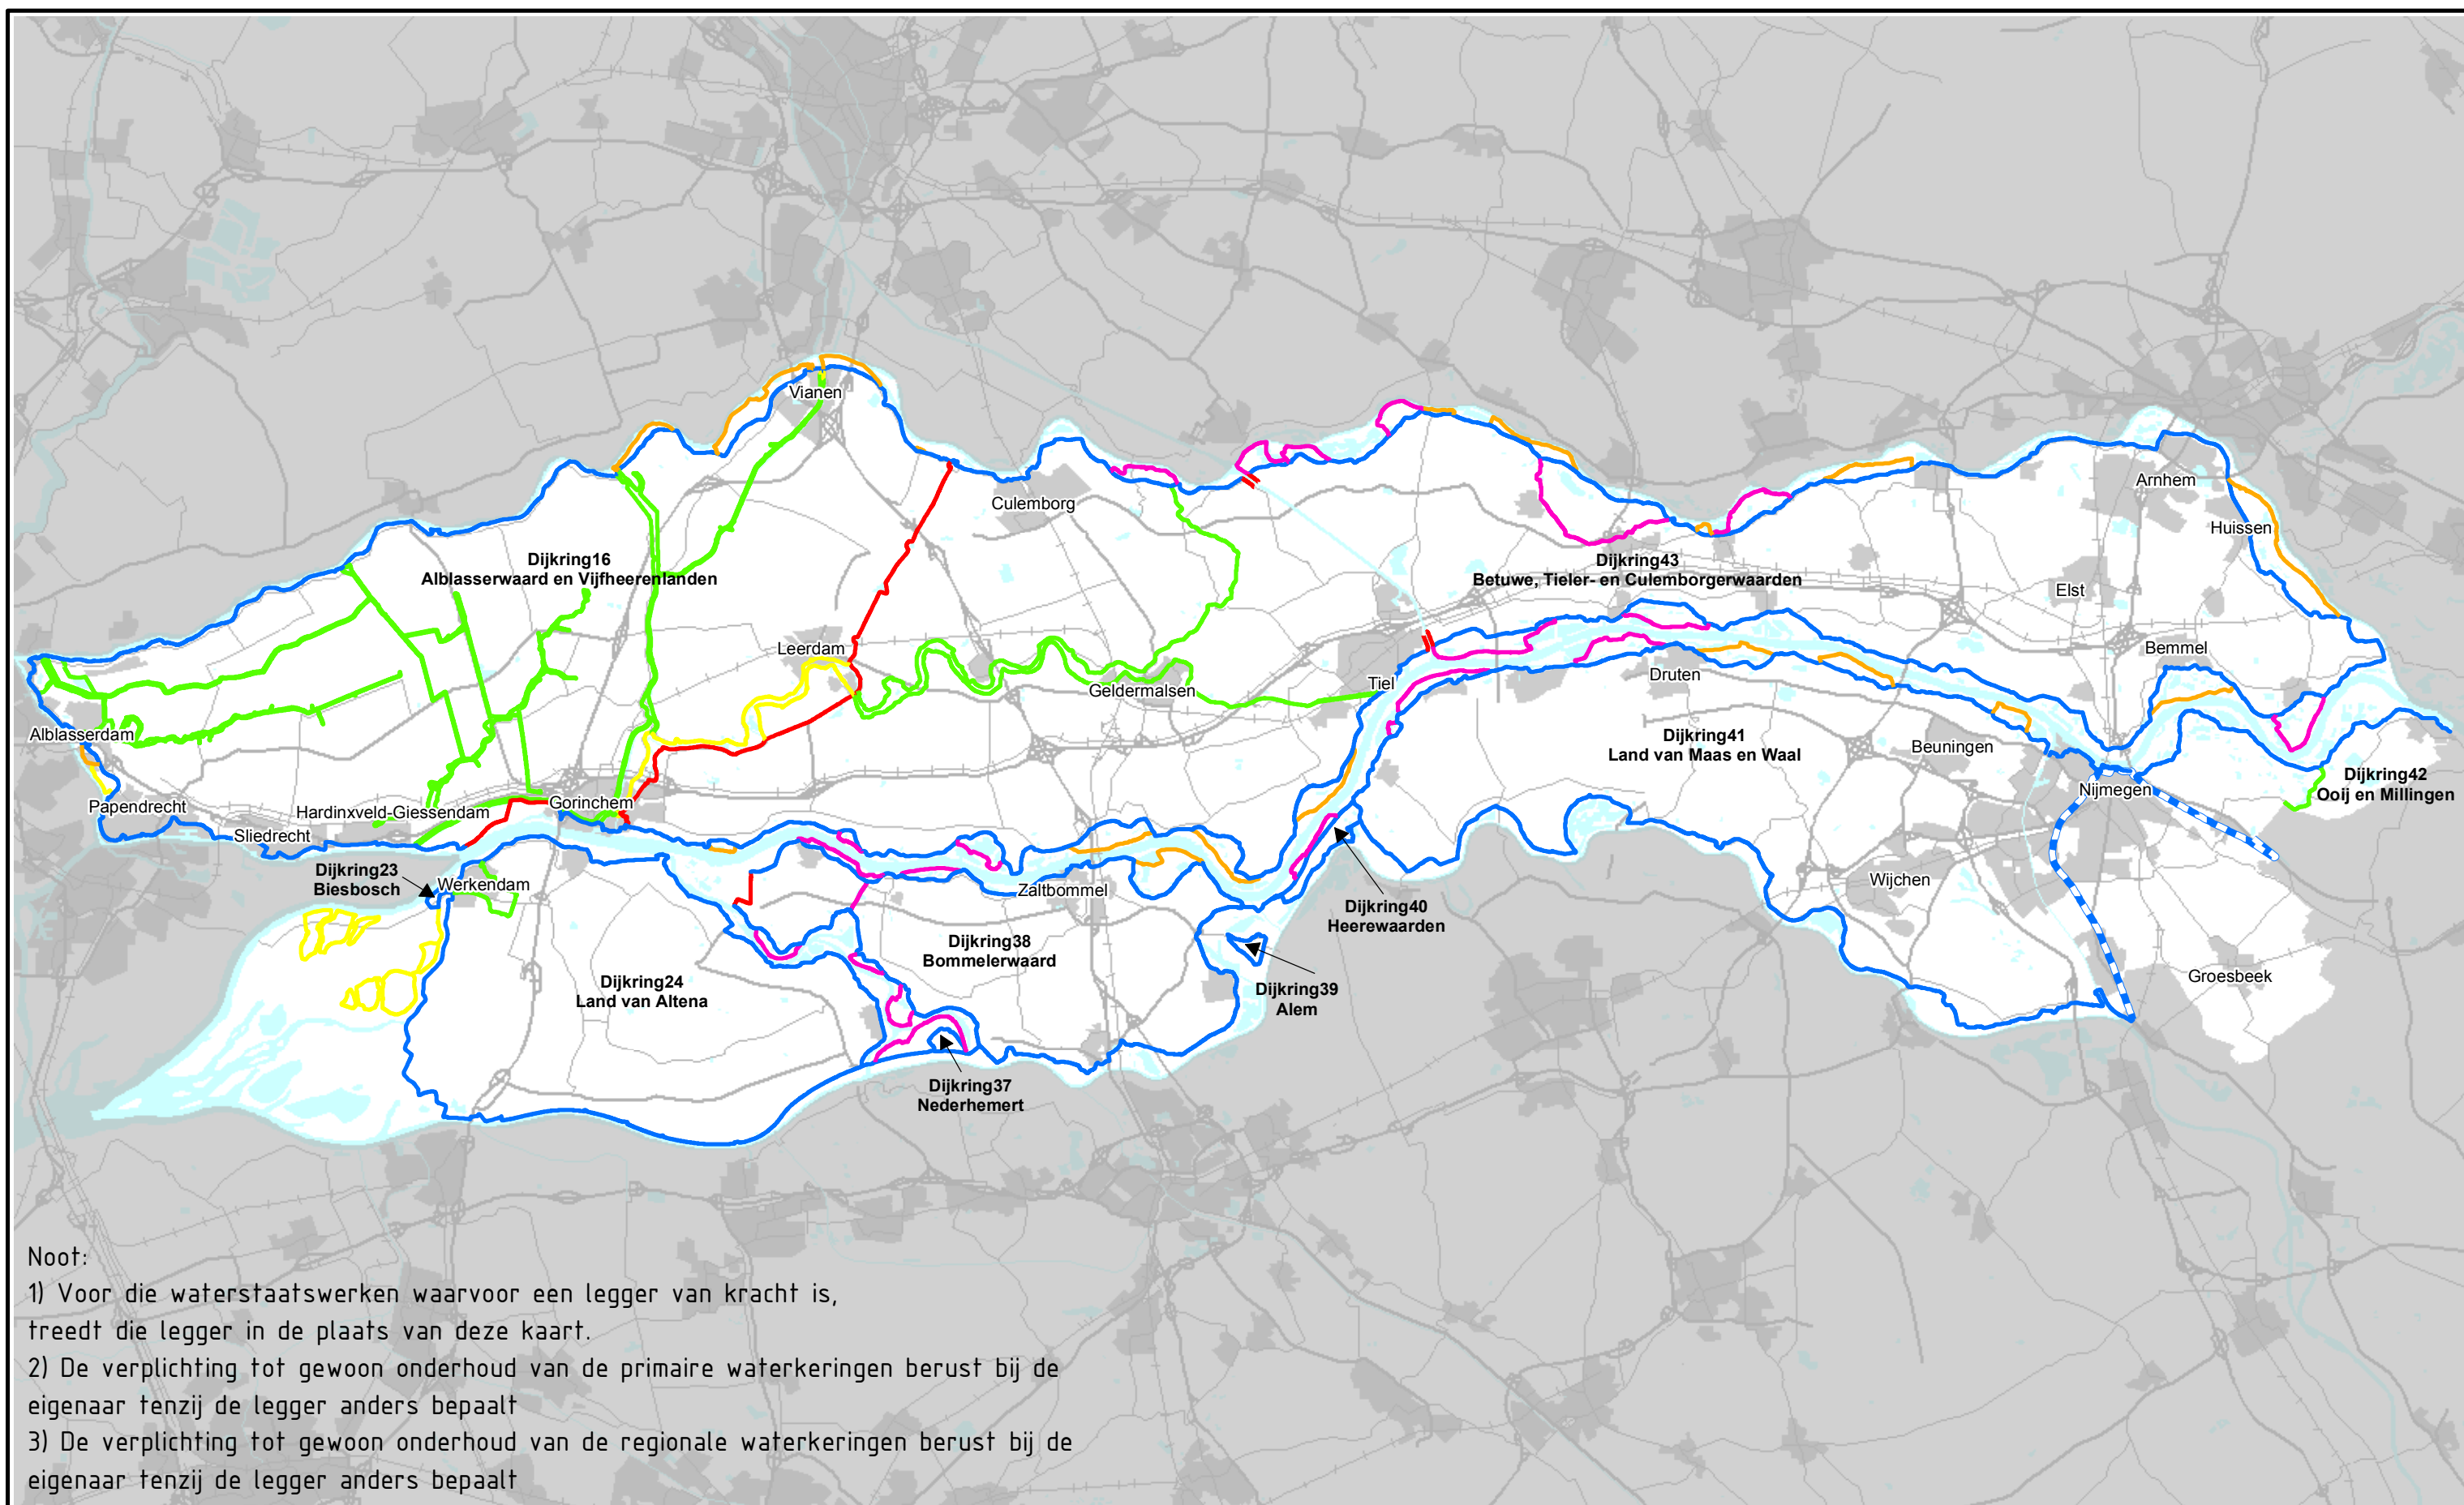 Vianen
Culemborg
Arnhem
Huissen
Dijkring16
Alblasserwaard en Vijfheerenlanden
Dijkring43
Betuwe, Tieler- en Culemborgerwaarden
Elst
Leerdam
Bemmel
Geldermalsen
Tiel
Druten
Alblasserdam
Dijkring41
Land van Maas en Waal
Beuningen
Dijkring42
Ooij en Millingen
Nijmegen
Papendrecht
Hardinxveld-Giessendam
Gorinchem
Sliedrecht
Dijkring23
Biesbosch
Werkendam
Zaltbommel
Wijchen
Dijkring40
Heerewaarden
Dijkring38
Bommelerwaard
Dijkring24
Land van Altena
Dijkring39
Alem
Groesbeek
Dijkring37
Nederhemert
Noot:
1) Voor die waterstaatswerken waarvoor een legger van kracht is,
treedt die legger in de plaats van deze kaart.
2) De verplichting tot gewoon onderhoud van de primaire waterkeringen berust bij de
eigenaar tenzij de legger anders bepaalt
3) De verplichting tot gewoon onderhoud van de regionale waterkeringen berust bij de
eigenaar tenzij de legger anders bepaalt